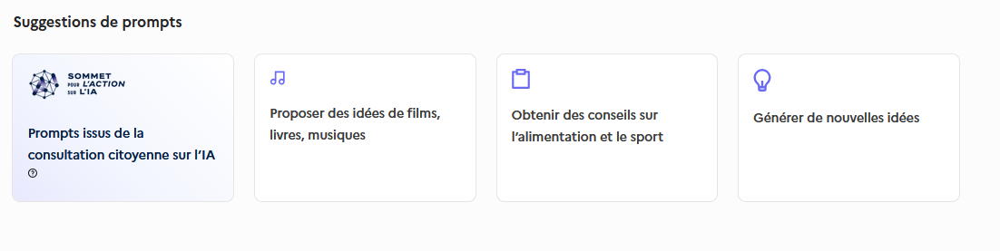 Suggestions de prompts
SOMMET
POUR L'ACTION
SUR L'IA
Prompts issus de la
consultation citoyenne sur l'IA
?
Proposer des idées de films,
livres, musiques
Obtenir des conseils sur
l'alimentation et le sport
Générer de nouvelles idées